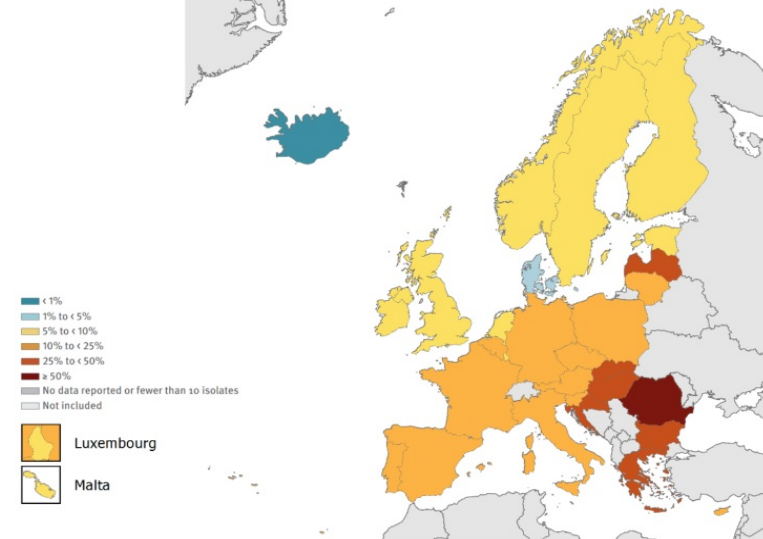 < 1%
1% to < 5%
5% to < 10%
10% to < 25%
25% to < 50%
≥ 50%
No data reported or fewer than 10 isolates
Not included
Luxembourg
Malta